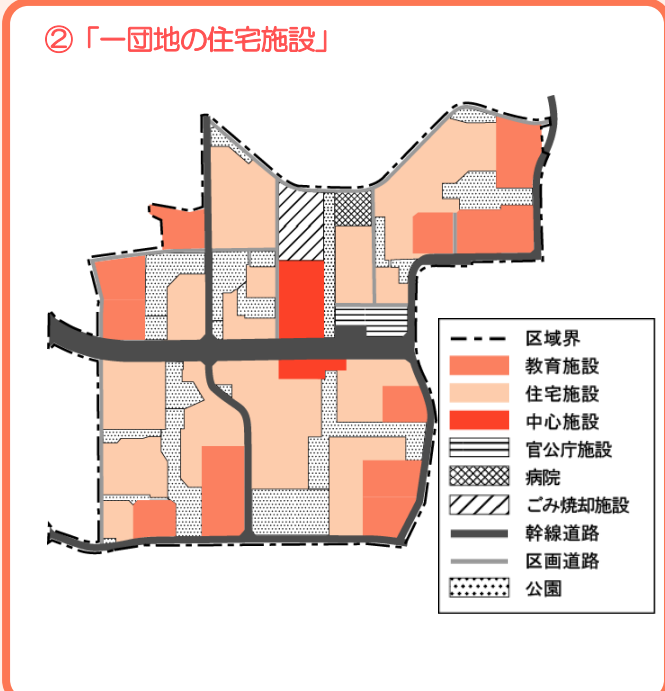 ②「一団地の住宅施設」
区域界
教育施設
住宅施設
中心施設
官公庁施設
病院
ごみ焼却施設
幹線道路
区画道路
公園